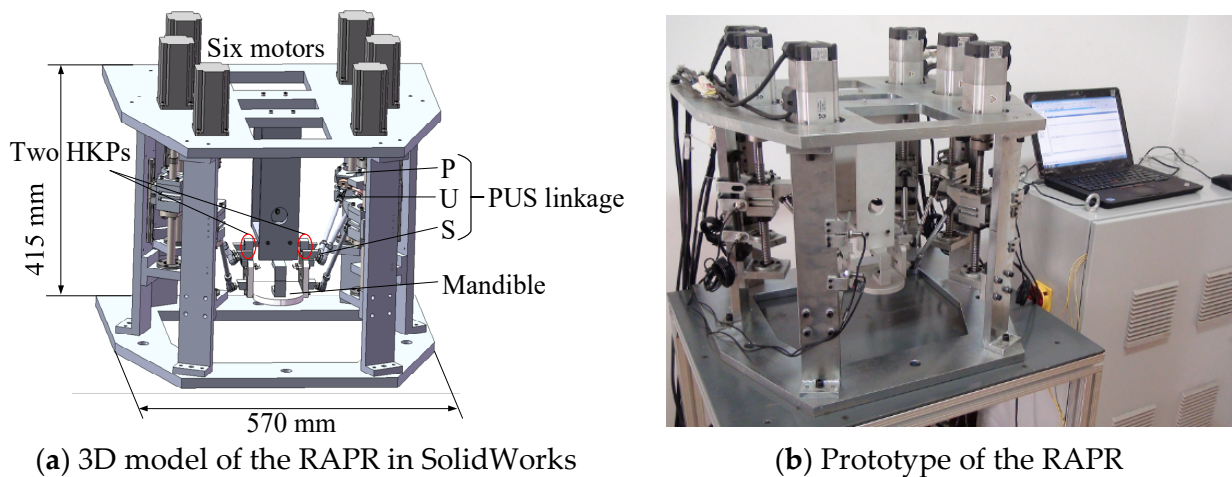 Six motors
Two HKPs
P
U
S
PUS linkage
Mandible
415 mm
570 mm
(a) 3D model of the RAPR in SolidWorks
(b) Prototype of the RAPR